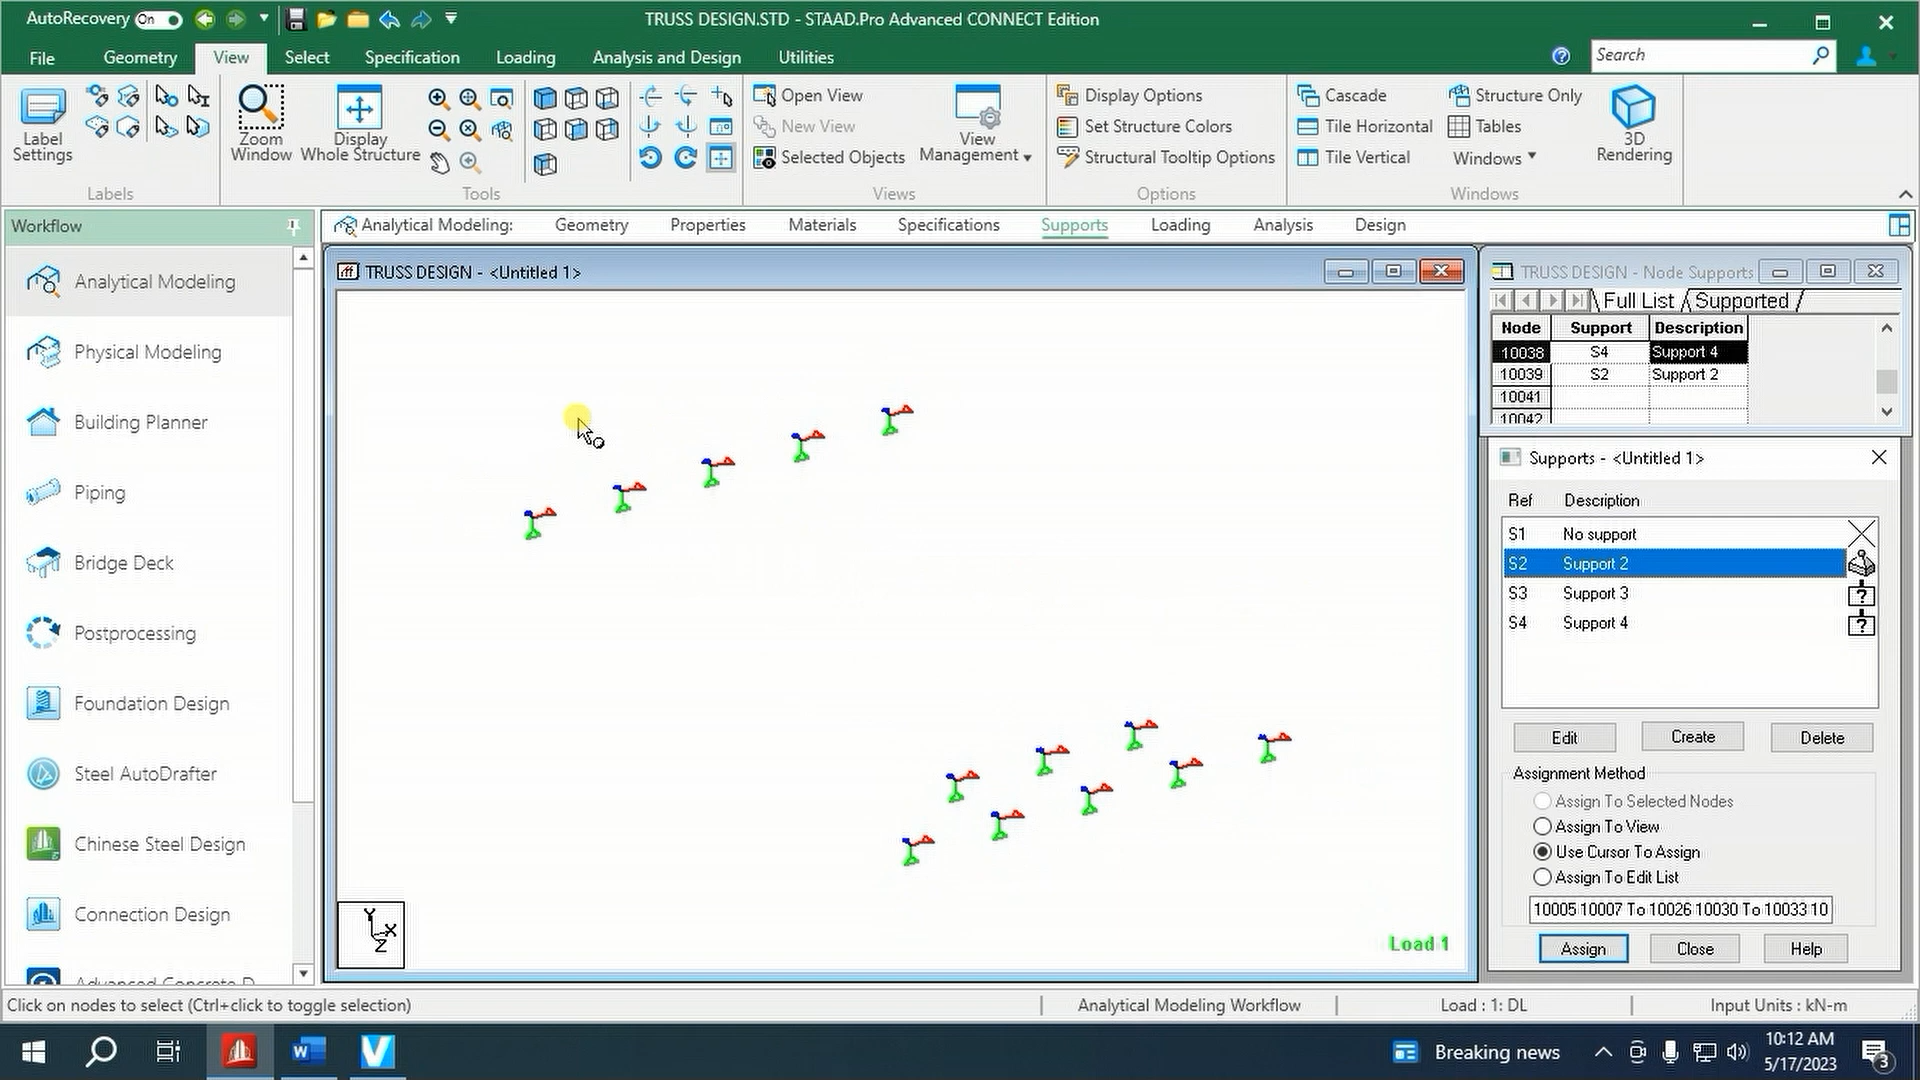 AutoRecovery On
TRUSS DESIGN.STD - STAAD.Pro Advanced CONNECT Edition
File Geometry View Select Specification Loading Analysis and Design Utilities
Search
Label Settings
Zoom Window
Display Whole Structure
Open View
New View
Selected Objects
View Management
Display Options
Set Structure Colors
Structural Tooltip Options
Cascade
Tile Horizontal
Tile Vertical
Structure Only
Tables
Windows
3D Rendering
Labels Tools Views Options Windows
Workflow
Analytical Modeling: Geometry Properties Materials Specifications Supports Loading Analysis Design
Analytical Modeling
Physical Modeling
Building Planner
Piping
Bridge Deck
Postprocessing
Foundation Design
Steel AutoDrafter
Chinese Steel Design
Connection Design
Advanced Concrete D
TRUSS DESIGN - <Untitled 1>
Y
X
Z
Load 1
TRUSS DESIGN - Node Supports
Full List Supported
Node Support Description
10038 S4 Support 4
10039 S2 Support 2
10041
10042
Supports - <Untitled 1>
Ref Description
S1 No support
S2 Support 2
S3 Support 3
?
S4 Support 4
?
Edit Create Delete
Assignment Method
Assign To Selected Nodes
Assign To View
Use Cursor To Assign
Assign To Edit List
10005 10007 To 10026 10030 To 10033 10
Assign Close Help
Click on nodes to select (Ctrl+click to toggle selection)
Analytical Modeling Workflow
Load : 1: DL
Input Units : kN-m
Breaking news
10:12 AM
5/17/2023
3